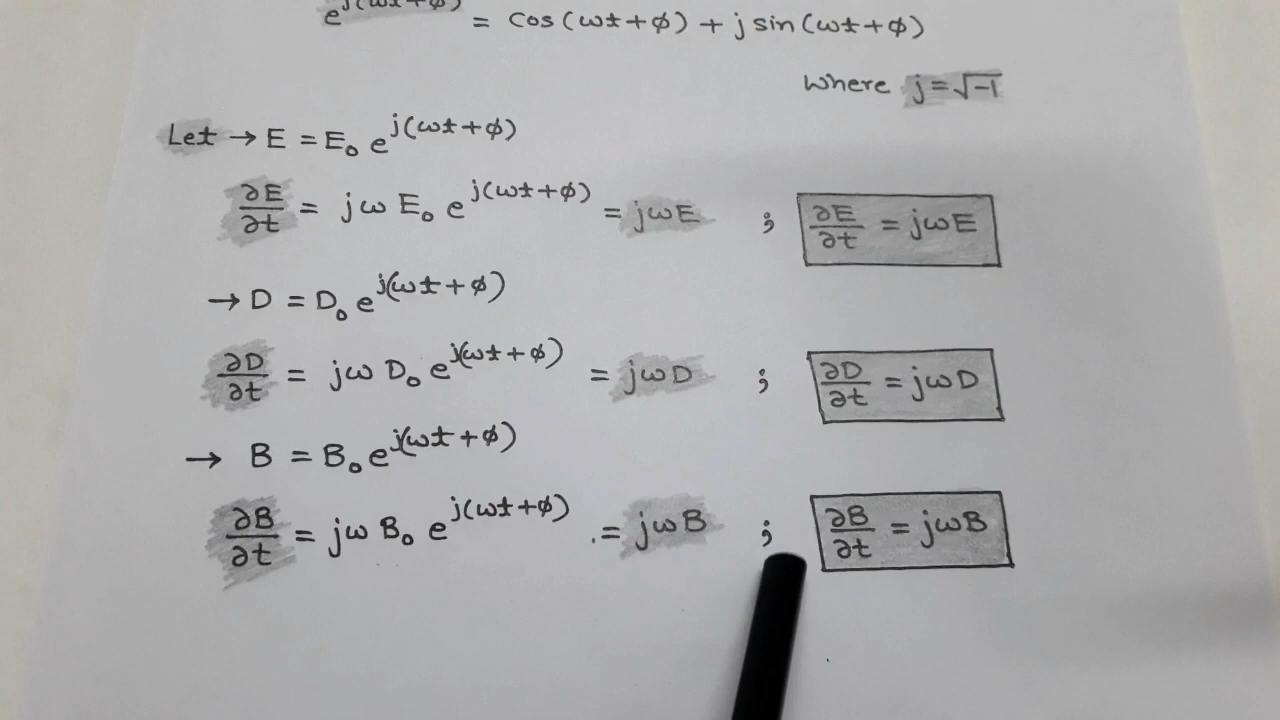 e^j(ωt+φ) = cos(ωt+φ) + j sin(ωt+φ)
where j=√-1
Let → E = E₀ e^j(ωt+φ)
∂E/∂t = jω E₀ e^j(ωt+φ) = jωE ; ∂E/∂t = jωE
→ D = D₀ e^j(ωt+φ)
∂D/∂t = jω D₀ e^j(ωt+φ) = jωD ; ∂D/∂t = jωD
→ B = B₀ e^j(ωt+φ)
∂B/∂t = jω B₀ e^j(ωt+φ) .= jωB ; ∂B/∂t = jωB